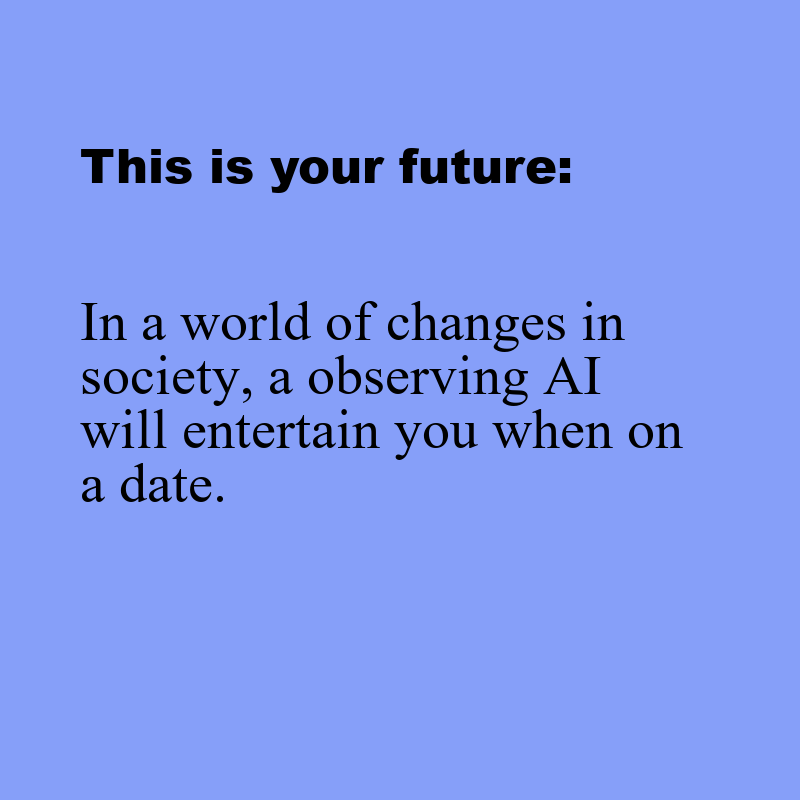 This is your future:
In a world of changes in
society, a observing AI
will entertain you when on
a date.